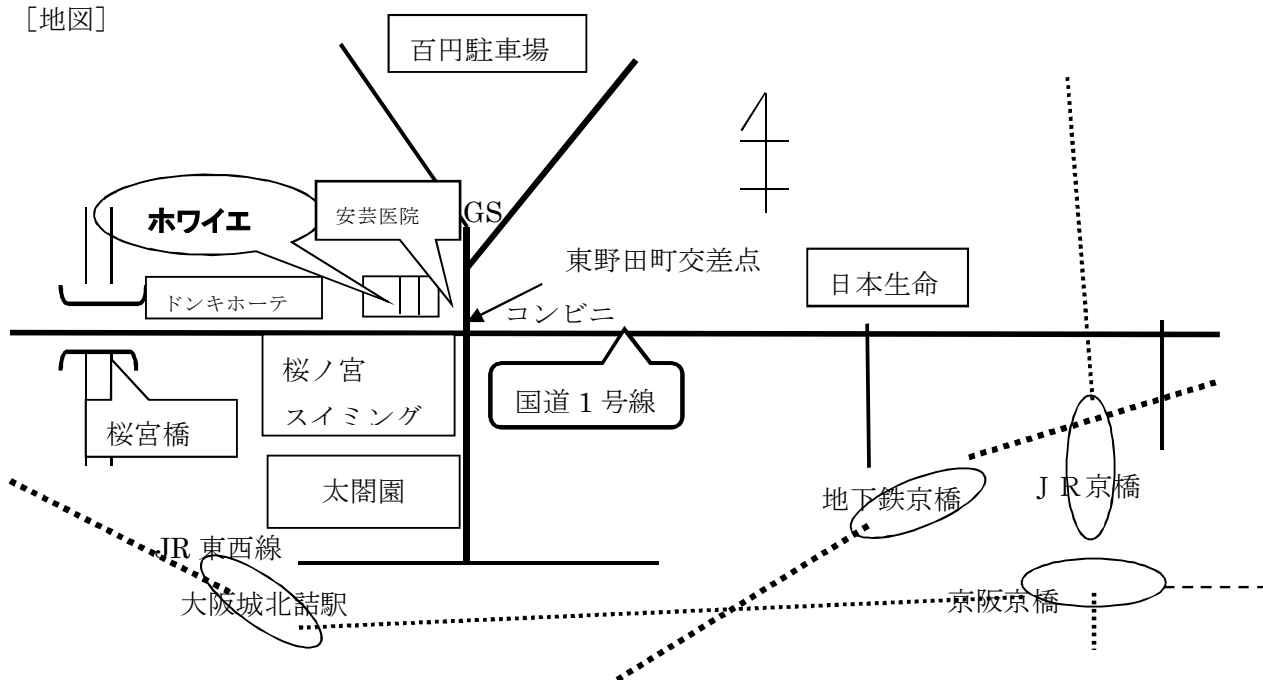 ［地図］
百円駐車場
ホワイエ
安芸医院
GS
東野田町交差点
日本生命
ドンキホーテ
コンビニ
桜ノ宮
スイミング
国道１号線
桜宮橋
太閤園
地下鉄京橋
ＪＲ京橋
JR 東西線
大阪城北詰駅
京阪京橋